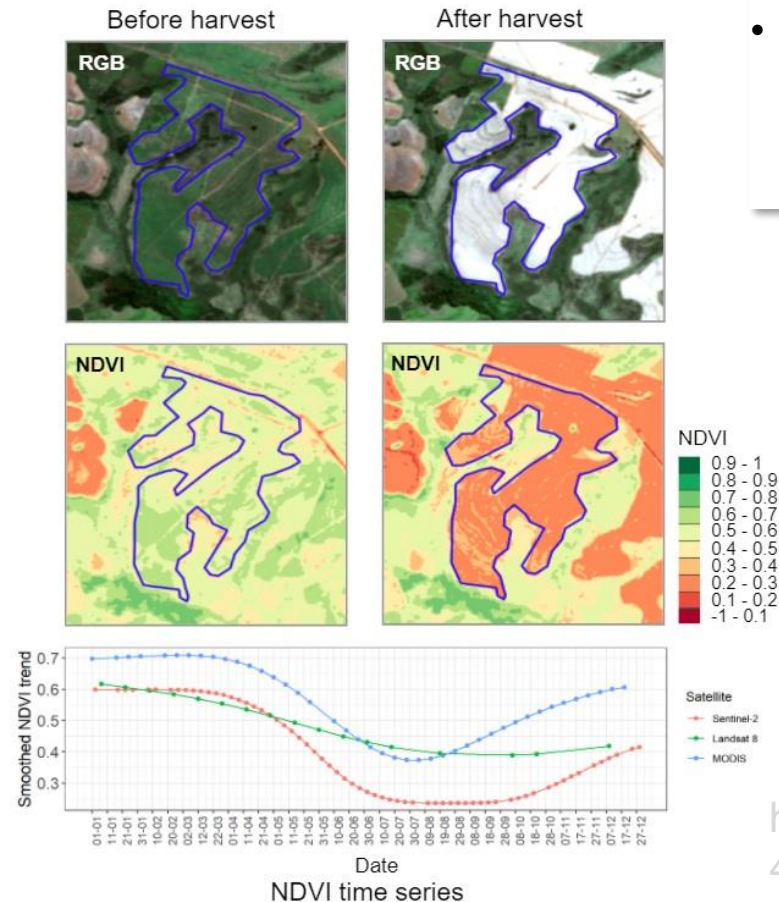 Before harvest
After harvest
•
RGB
RGB
NDVI
NDVI
NDVI
0.9 - 1
0.8 - 0.9
0.7 - 0.8
0.6 - 0.7
0.5 - 0.6
0.4 - 0.5
0.3 - 0.4
0.2 - 0.3
0.1 - 0.2
-1 - 0.1
Smoothed NDVI trend
0.7
0.6
0.5
0.4
0.3
01-01
11-01
21-01
31-01
10-02
20-02
02-03
12-03
22-03
01-04
11-04
21-04
01-05
11-05
21-05
31-05
10-06
20-06
30-06
10-07
20-07
30-07
09-08
19-08
29-08
08-09
18-09
28-09
08-10
18-10
28-10
07-11
17-11
27-11
07-12
17-12
27-12
Date
Satellite
Sentinel-2
Landsat 8
MODIS
NDVI time series